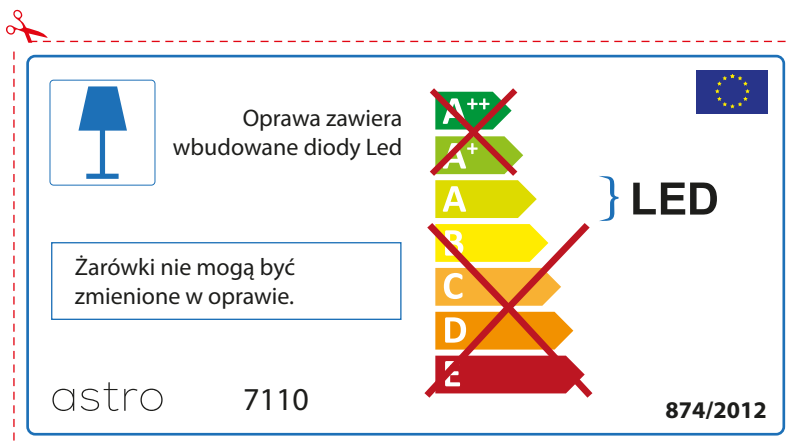 Oprawa zawiera
wbudowane diody Led
A++
A+
A
B
C
D
E
LED
Żarówki nie mogą być
zmienione w oprawie.
astro
7110
874/2012